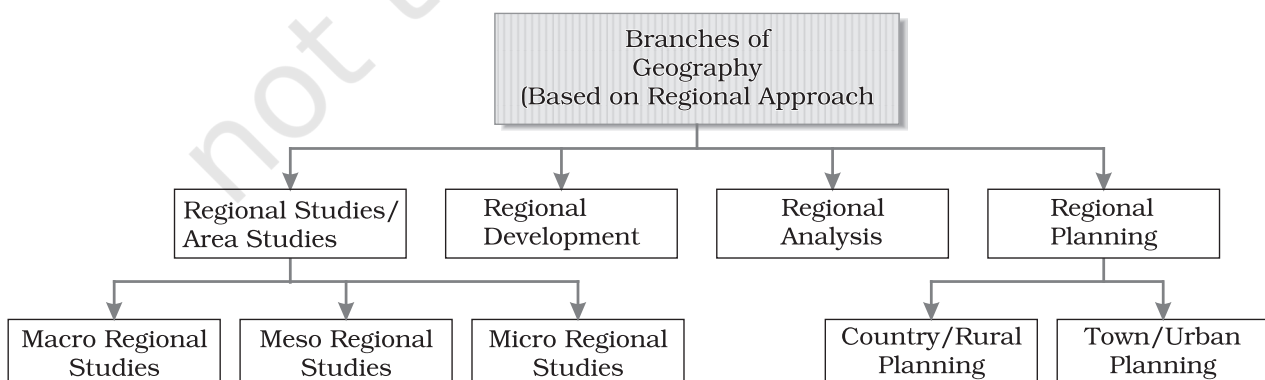 not
Branches of
Geography
(Based on Regional Approach
Regional Studies/
Area Studies
Regional
Development
Regional
Analysis
Regional
Planning
Macro Regional
Studies
Meso Regional
Studies
Micro Regional
Studies
Country/Rural
Planning
Town/Urban
Planning